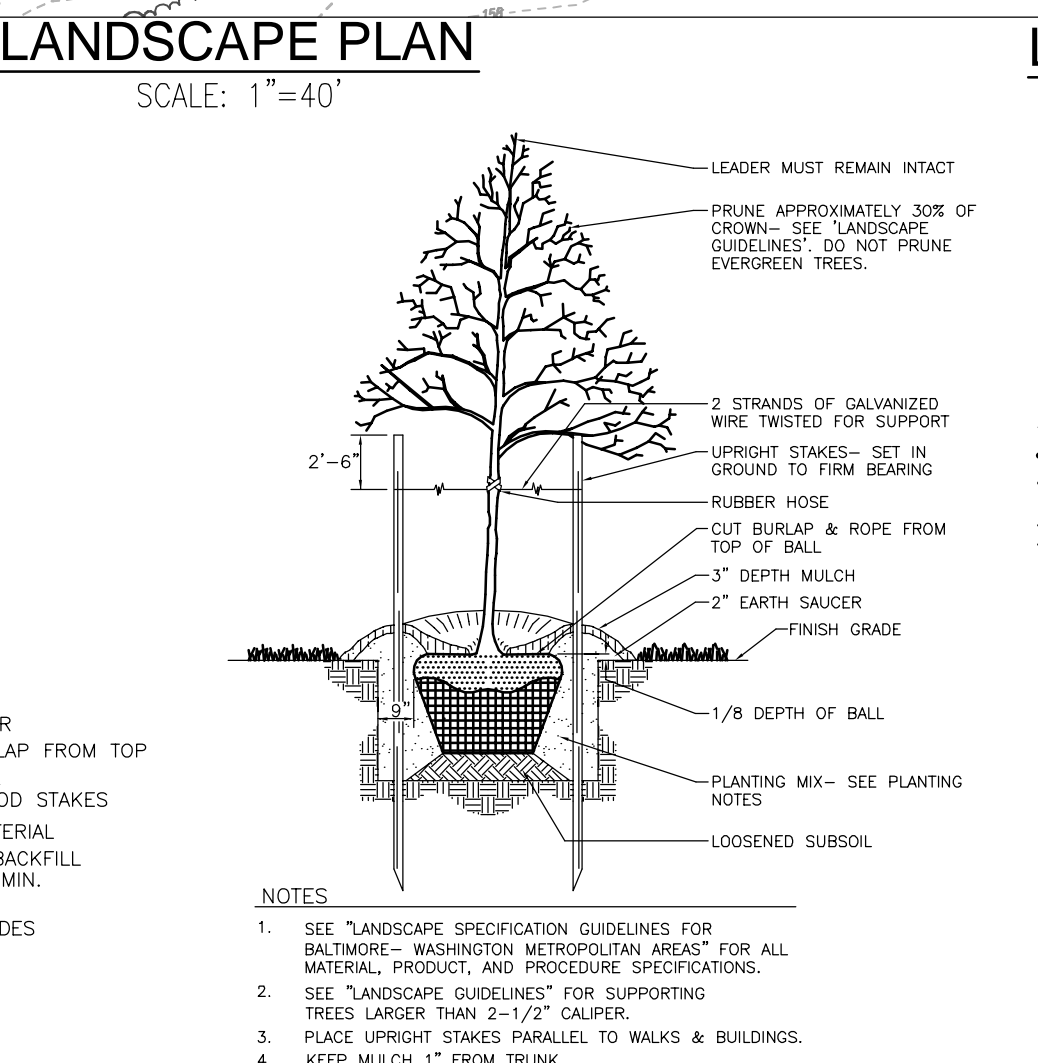 158
LANDSCAPE PLAN
SCALE: 1"=40'
LEADER MUST REMAIN INTACT
PRUNE APPROXIMATELY 30% OF
CROWN– SEE 'LANDSCAPE
GUIDELINES'. DO NOT PRUNE
EVERGREEN TREES.
2 STRANDS OF GALVANIZED
WIRE TWISTED FOR SUPPORT
2'–6"
UPRIGHT STAKES– SET IN
GROUND TO FIRM BEARING
RUBBER HOSE
CUT BURLAP & ROPE FROM
TOP OF BALL
3" DEPTH MULCH
2" EARTH SAUCER
FINISH GRADE
9"
1/8 DEPTH OF BALL
PLANTING MIX– SEE PLANTING
NOTES
LOOSENED SUBSOIL
R
LAP FROM TOP
OD STAKES
TERIAL
BACKFILL
MIN.
DES
NOTES
1. SEE "LANDSCAPE SPECIFICATION GUIDELINES FOR
BALTIMORE– WASHINGTON METROPOLITAN AREAS" FOR ALL
MATERIAL, PRODUCT, AND PROCEDURE SPECIFICATIONS.
2. SEE "LANDSCAPE GUIDELINES" FOR SUPPORTING
TREES LARGER THAN 2–1/2" CALIPER.
3. PLACE UPRIGHT STAKES PARALLEL TO WALKS & BUILDINGS.
4. KEEP MULCH 1" FROM TRUNK